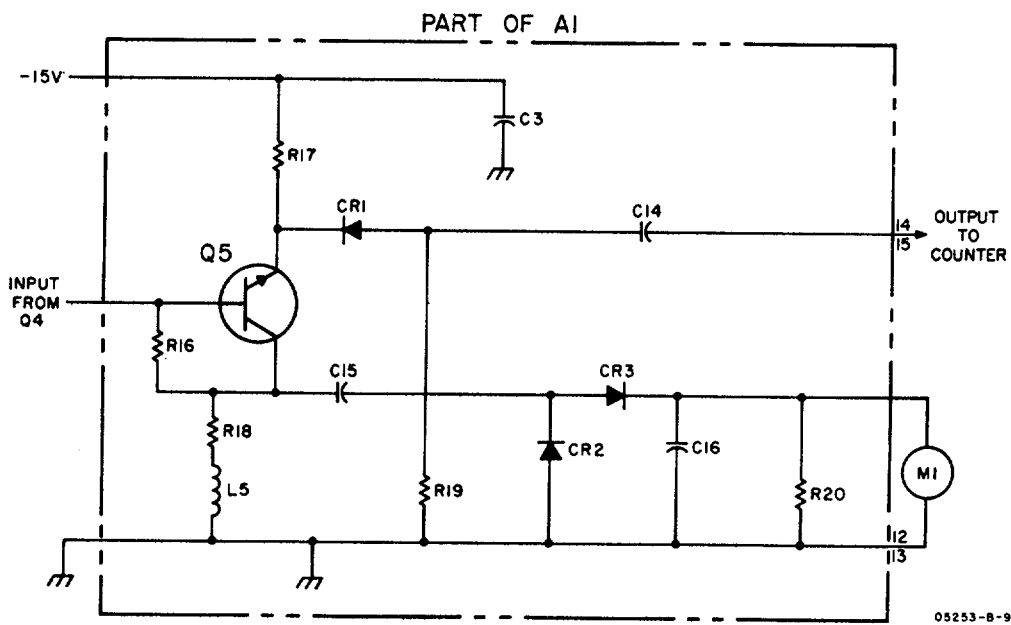 PART OF A1
-15V
C3
R17
CR1
C14
14
15
OUTPUT
TO
COUNTER
Q5
INPUT
FROM
Q4
R16
C15
CR3
R18
CR2
C16
M1
L5
R19
R20
12
13
05253-B-9